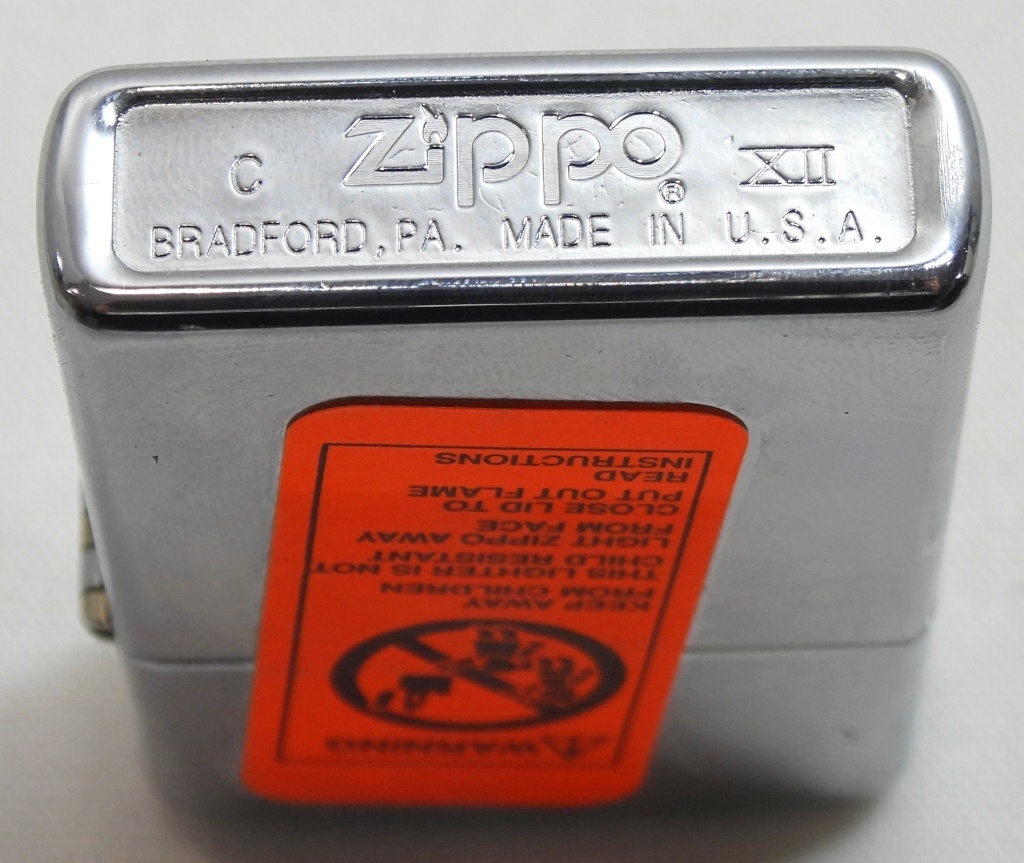 C Zippo® XII
BRADFORD, PA. MADE IN U.S.A.
WARNING
KEEP AWAY
FROM CHILDREN
THIS LIGHTER IS NOT
CHILD RESISTANT
LIGHT ZIPPO AWAY
FROM FACE
CLOSE LID TO
PUT OUT FLAME
READ
INSTRUCTIONS